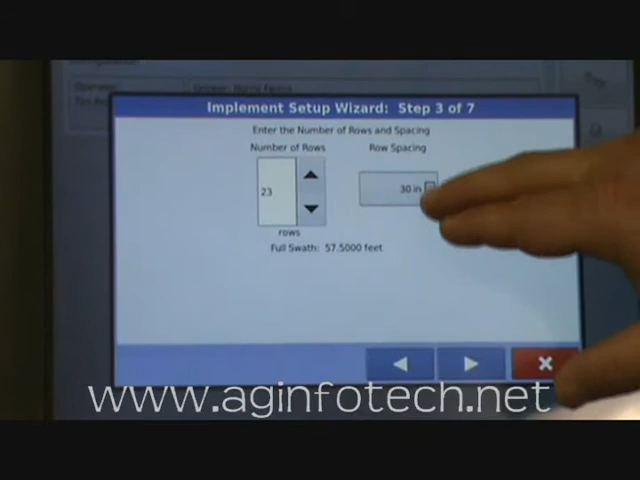 Operator
Implement Setup Wizard: Step 3 of 7
Enter the Number of Rows and Spacing
Number of Rows
Row Spacing
23
30 in
rows
Full Swath: 57.5000 feet
www.aginfotech.net